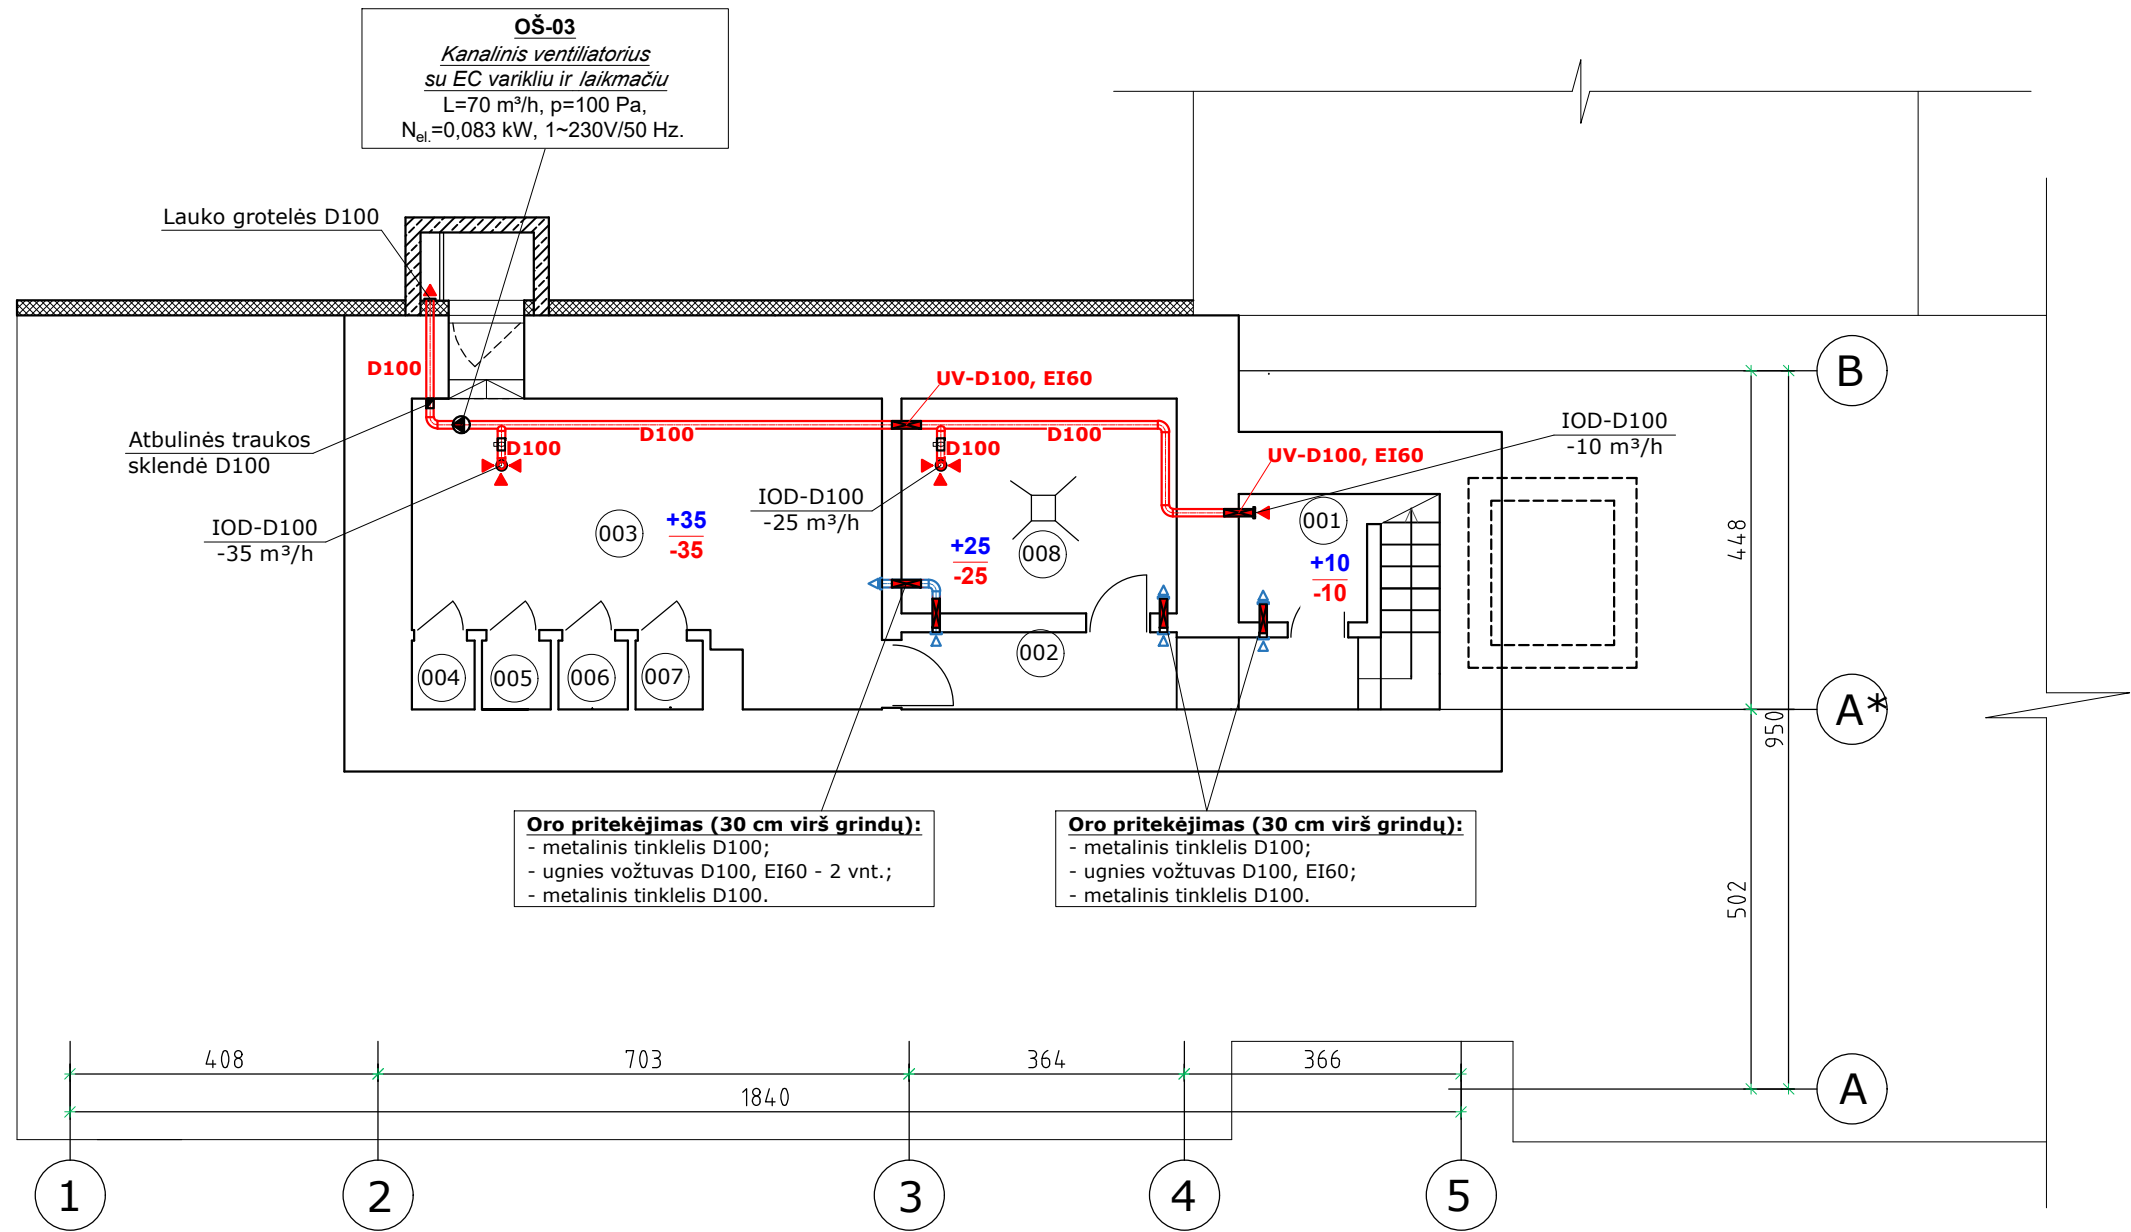 OŠ-03
Kanalinis ventiliatorius
su EC varikliu ir laikmačiu
L=70 m³/h, p=100 Pa,
Nel.=0,083 kW, 1~230V/50 Hz.
Lauko grotelės D100
D100
UV-D100, EI60
B
Atbulinės traukos
sklendė D100
D100
D100
D100
D100
UV-D100, EI60
IOD-D100
-10 m³/h
IOD-D100
-35 m³/h
IOD-D100
-25 m³/h
003
+35
-35
+25
-25
008
001
+10
-10
448
002
004
005
006
007
A*
950
Oro pritekėjimas (30 cm virš grindų):
- metalinis tinklelis D100;
- ugnies vožtuvas D100, EI60 - 2 vnt.;
- metalinis tinklelis D100.
Oro pritekėjimas (30 cm virš grindų):
- metalinis tinklelis D100;
- ugnies vožtuvas D100, EI60;
- metalinis tinklelis D100.
502
408
703
364
366
1840
A
1
2
3
4
5